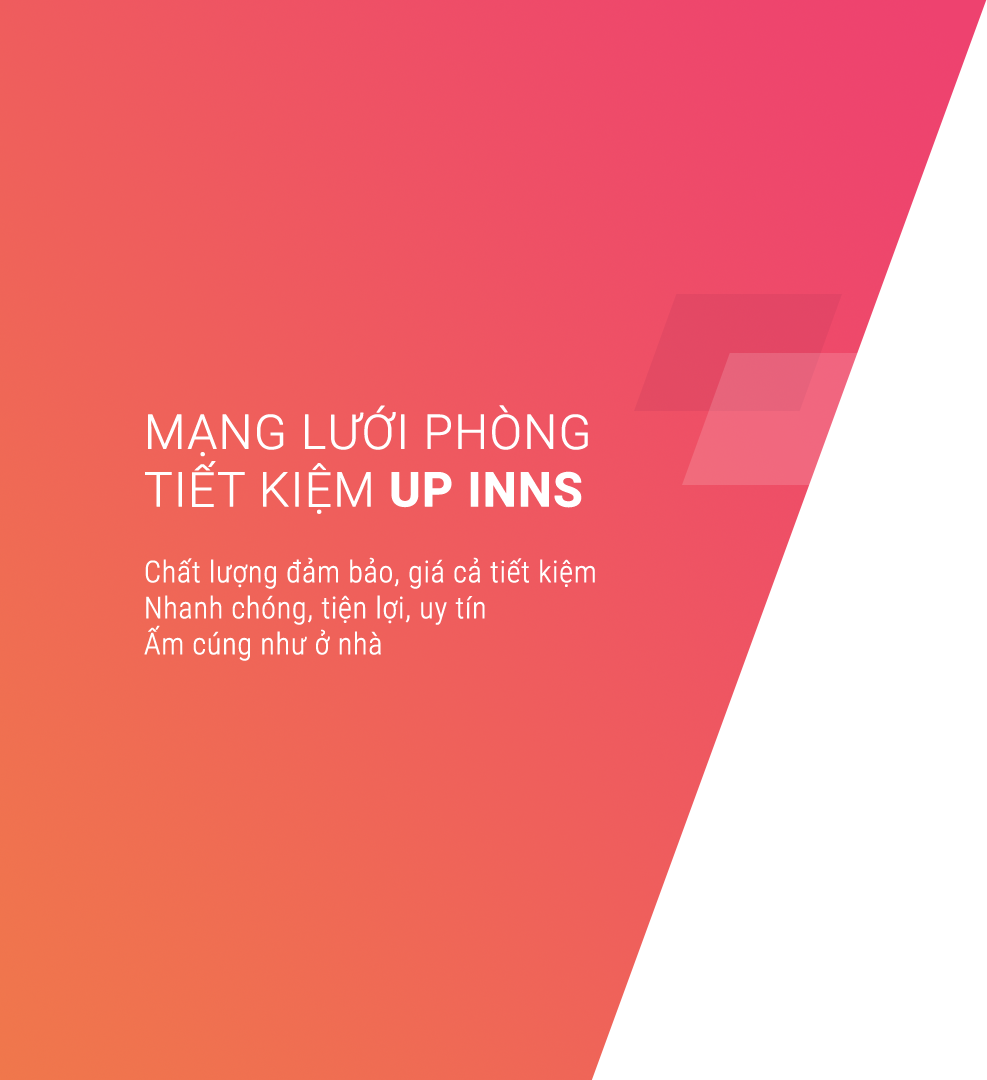 MẠNG LƯỚI PHÒNG
TIẾT KIỆM UP INNS
Chất lượng đảm bảo, giá cả tiết kiệm
Nhanh chóng, tiện lợi, uy tín
Ấm cúng như ở nhà